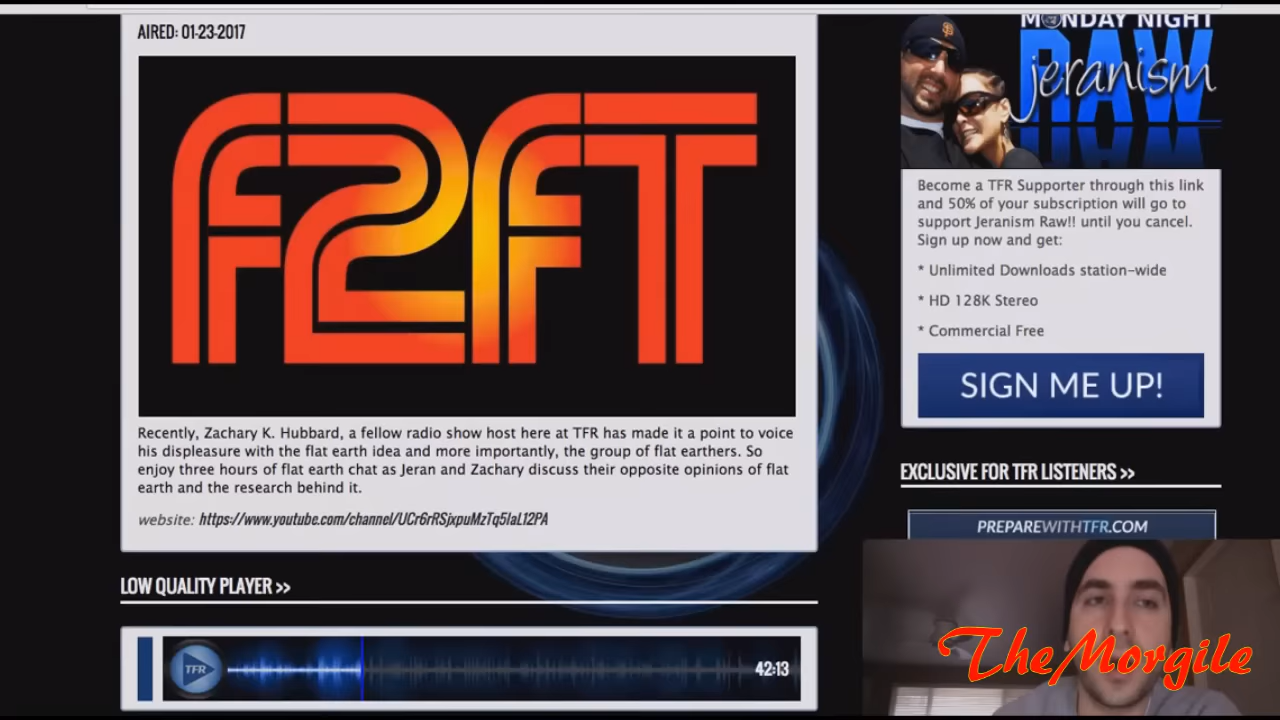 AIRED: 01-23-2017
F2FT
Recently, Zachary K. Hubbard, a fellow radio show host here at TFR has made it a point to voice
his displeasure with the flat earth idea and more importantly, the group of flat earthers. So
enjoy three hours of flat earth chat as Jeran and Zachary discuss their opposite opinions of flat
earth and the research behind it.
website: https://www.youtube.com/channel/UCr6rRSjxpuMzTq5IaL12PA
LOW QUALITY PLAYER >>
TFR
42:13
MONDAY NIGHT
RAW
jeranism
Become a TFR Supporter through this link
and 50% of your subscription will go to
support Jeranism Raw!! until you cancel.
Sign up now and get:
* Unlimited Downloads station-wide
* HD 128K Stereo
* Commercial Free
SIGN ME UP!
EXCLUSIVE FOR TFR LISTENERS >>
PREPAREWITHTFR.COM
TheMorgile